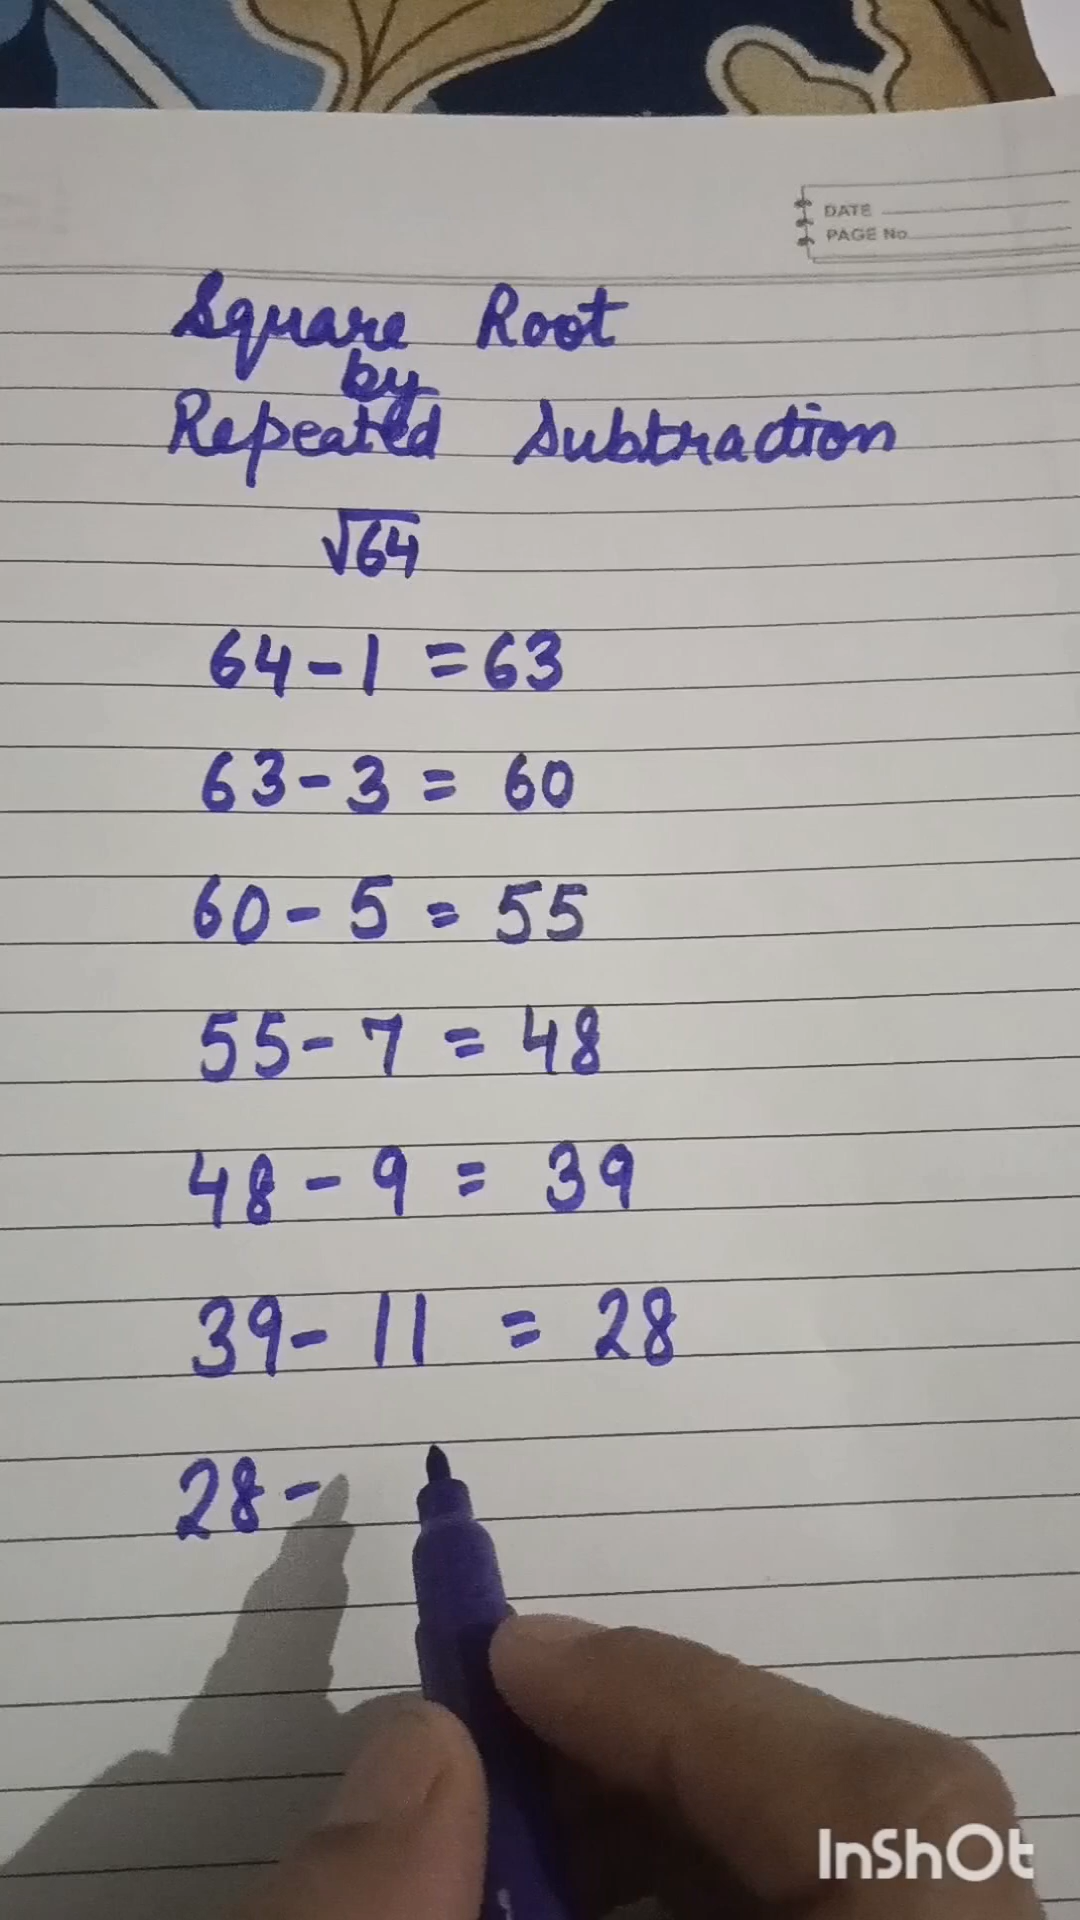 DATE
PAGE No.
Square Root
by
Repeated Subtraction
√64
64-1 = 63
63-3 = 60
60-5 = 55
55-7 = 48
48-9 = 39
39-11 = 28
28-
InShOt